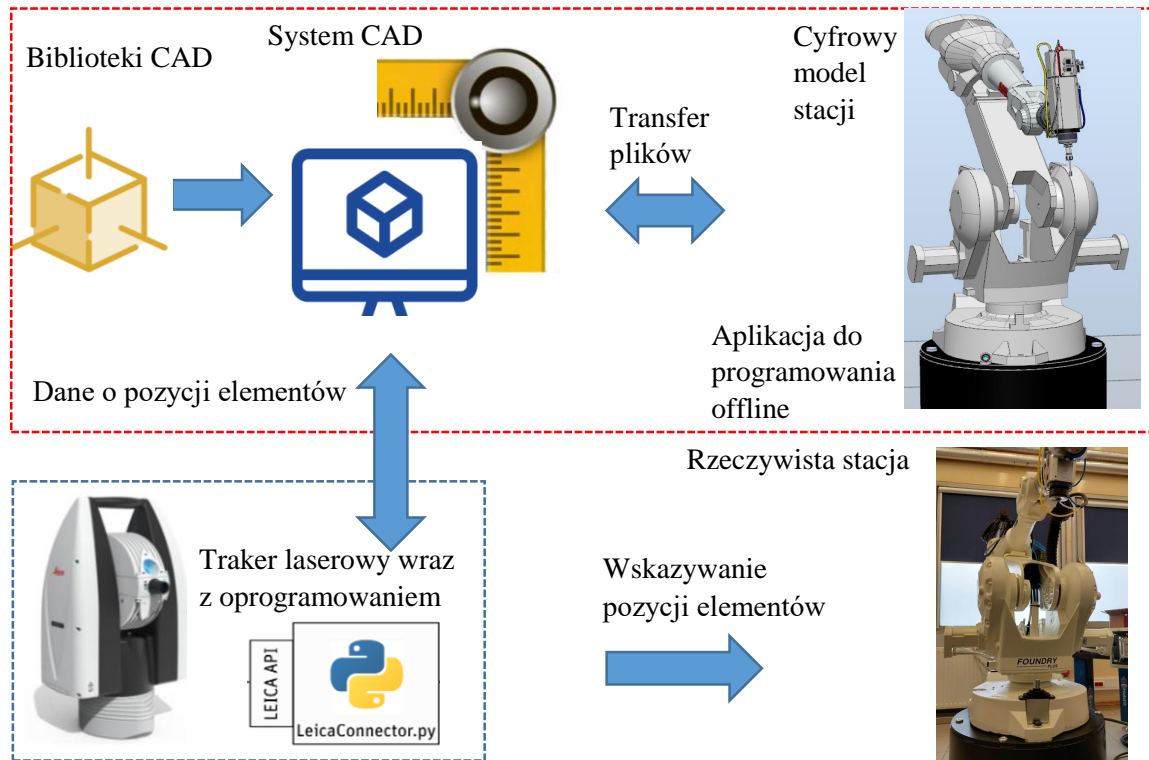 Biblioteki CAD
System CAD
Transfer
plików
Cyfrowy
model
stacji
Aplikacja do
programowania
offline
Dane o pozycji elementów
Rzeczywista stacja
Traker laserowy wraz
z oprogramowaniem
LEICA API
LeicaConnector.py
Wskazywanie
pozycji elementów
FOUNDRY
PLUS